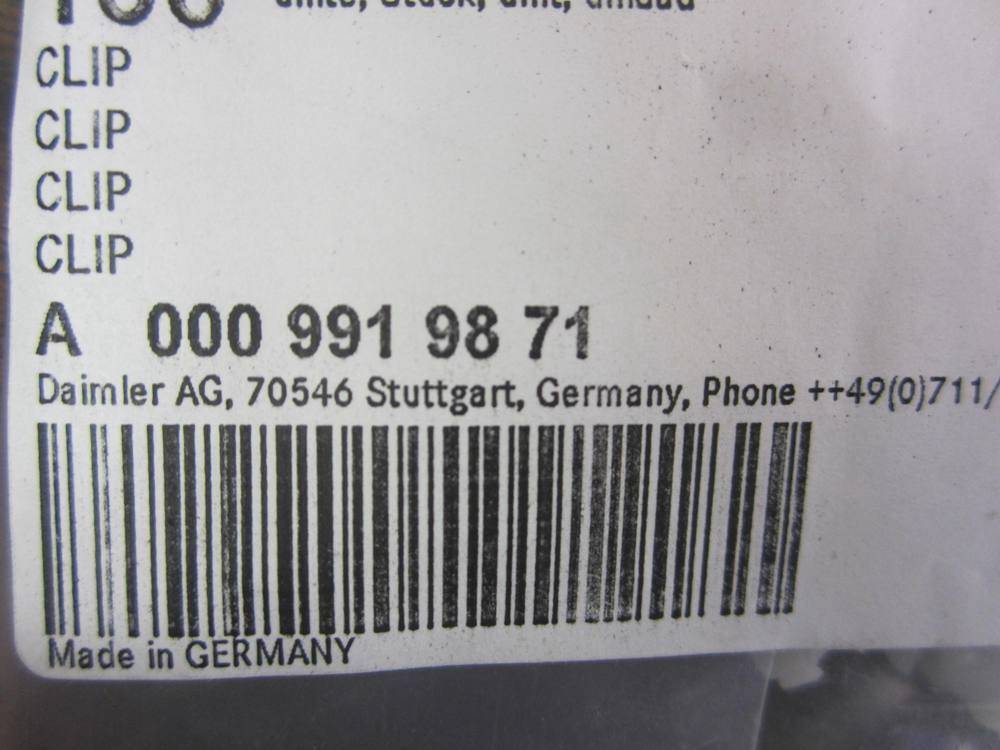 CLIP
CLIP
CLIP
CLIP
A 000 991 98 71
Daimler AG, 70546 Stuttgart, Germany, Phone ++49(0)711/
Made in GERMANY